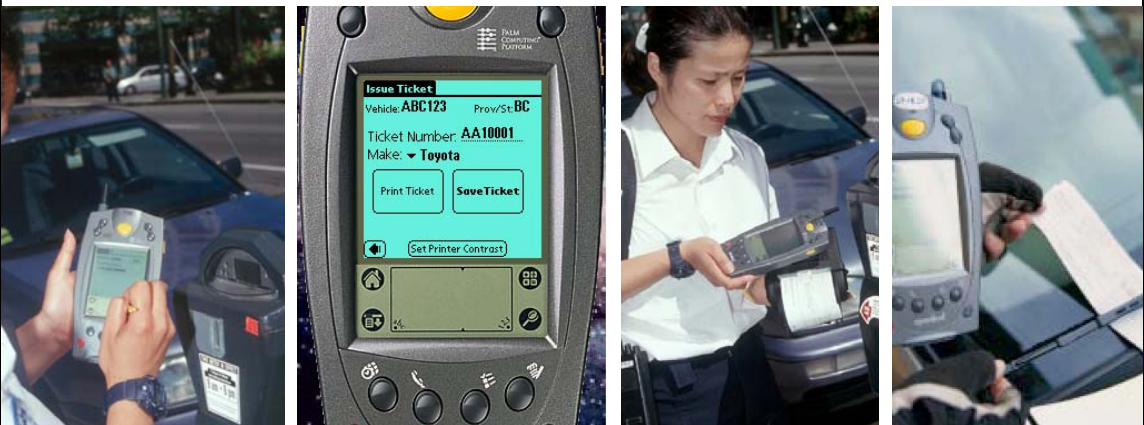 PALM
COMPUTING
PLATFORM
Issue Ticket
Vehicle: ABC123 Prov/St: BC
Ticket Number: AA10001
Make: Toyota
Print Ticket
SaveTicket
Set Printer Contrast